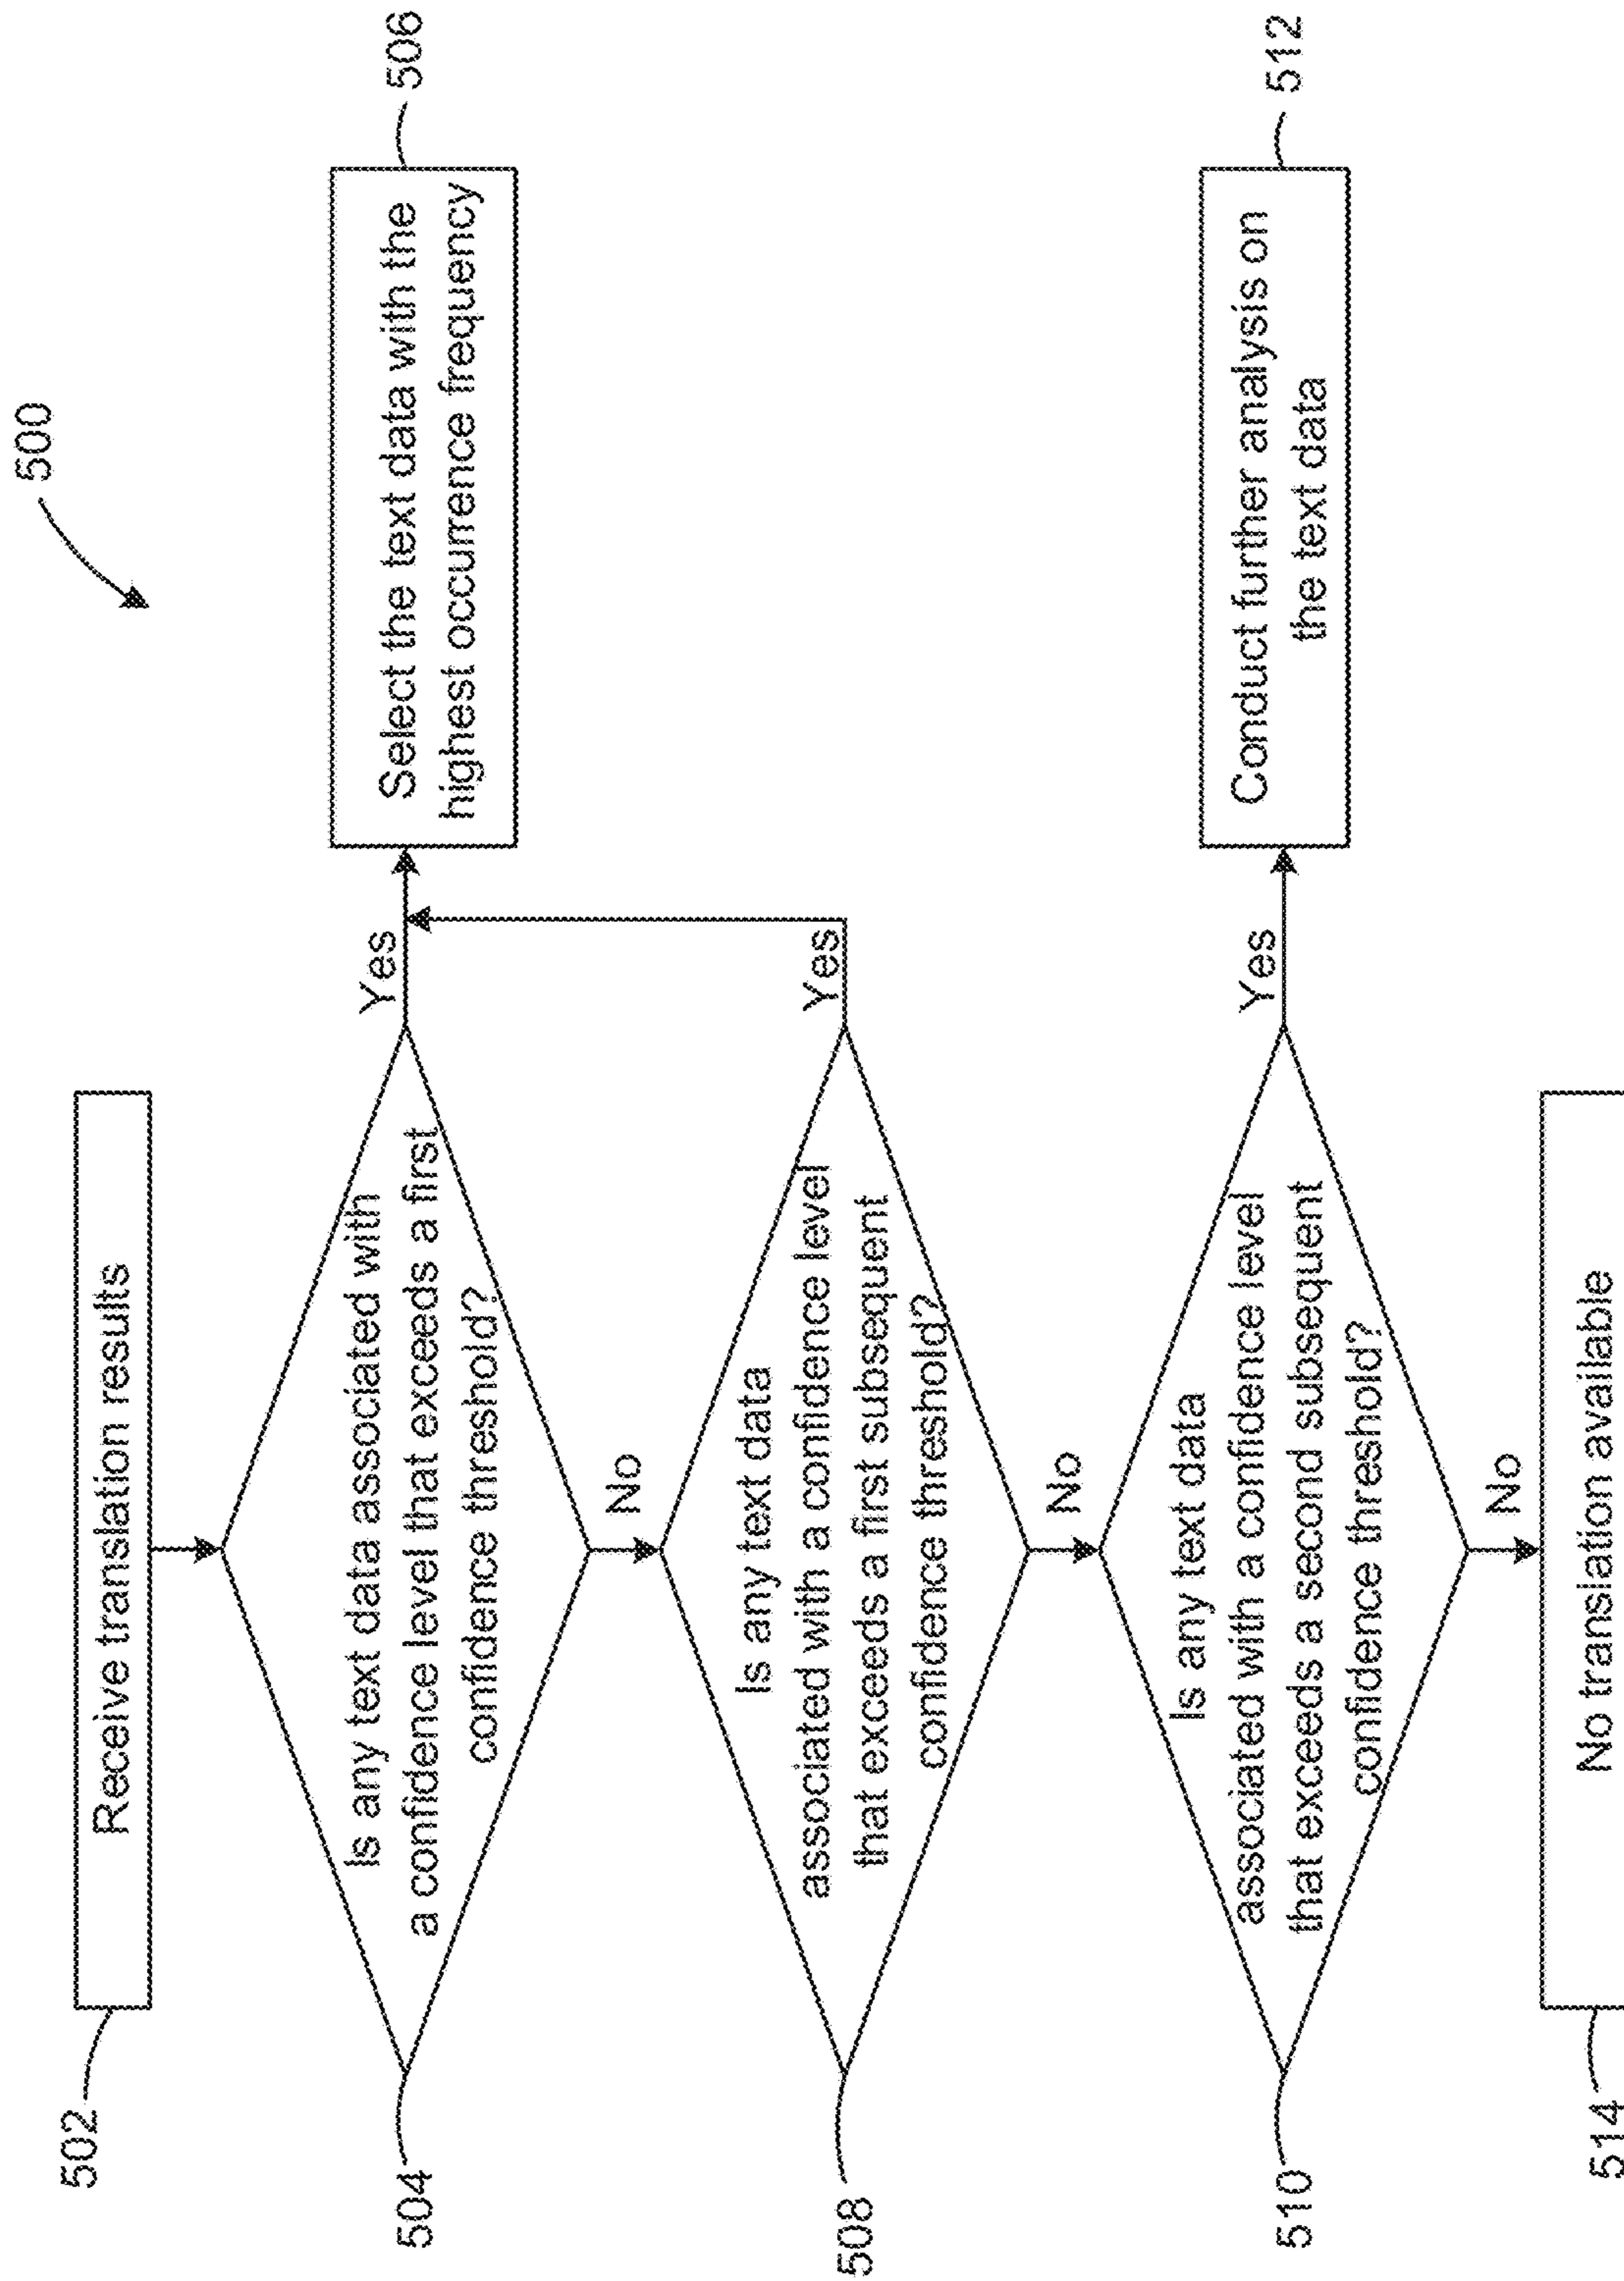 500
502
Receive translation results
504
Is any text data associated with
a confidence level that exceeds a first
confidence threshold?
Yes
Select the text data with the
highest occurrence frequency
506
No
508
Is any text data
associated with a confidence level
that exceeds a first subsequent
confidence threshold?
Yes
No
510
Is any text data
associated with a confidence level
that exceeds a second subsequent
confidence threshold?
Yes
Conduct further analysis on
the text data
512
No
514
No translation available